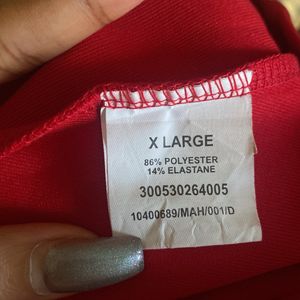 X LARGE
86% POLYESTER
14% ELASTANE
300530264005
10400689/MAH/001/D